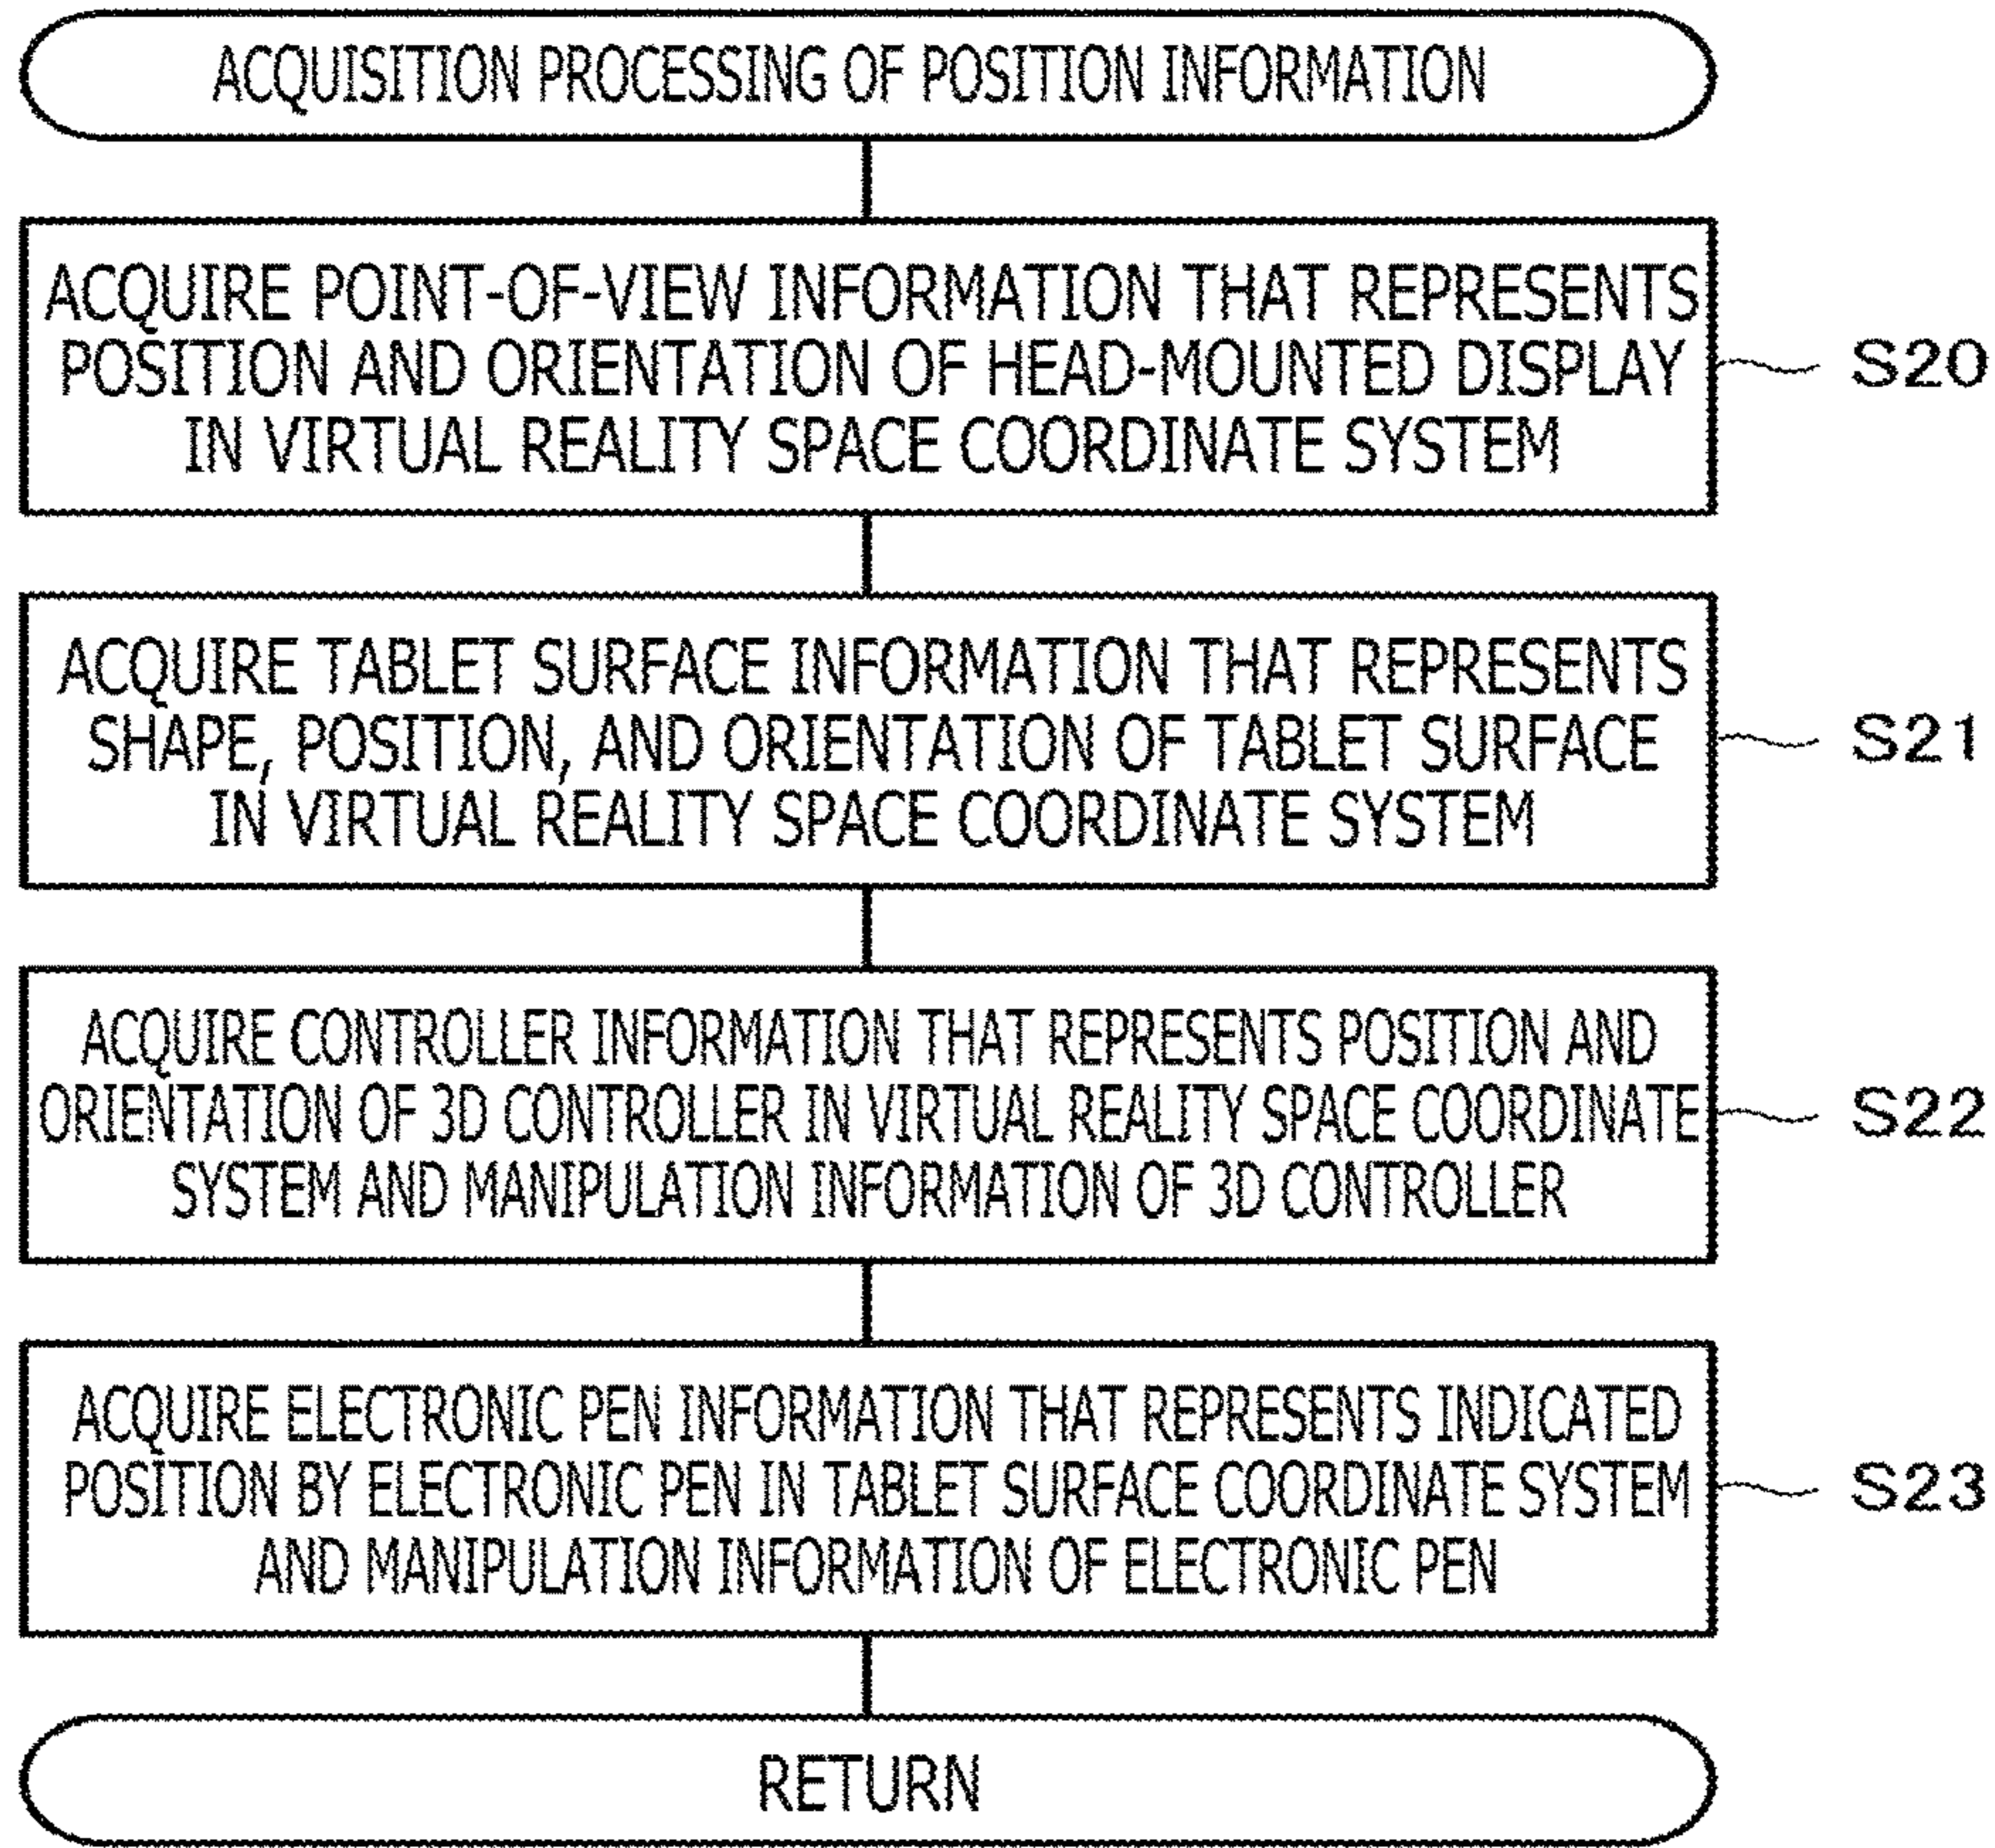 ACQUISITION PROCESSING OF POSITION INFORMATION
ACQUIRE POINT-OF-VIEW INFORMATION THAT REPRESENTS
POSITION AND ORIENTATION OF HEAD-MOUNTED DISPLAY
IN VIRTUAL REALITY SPACE COORDINATE SYSTEM
S20
ACQUIRE TABLET SURFACE INFORMATION THAT REPRESENTS
SHAPE, POSITION, AND ORIENTATION OF TABLET SURFACE
IN VIRTUAL REALITY SPACE COORDINATE SYSTEM
S21
ACQUIRE CONTROLLER INFORMATION THAT REPRESENTS POSITION AND
ORIENTATION OF 3D CONTROLLER IN VIRTUAL REALITY SPACE COORDINATE
SYSTEM AND MANIPULATION INFORMATION OF 3D CONTROLLER
S22
ACQUIRE ELECTRONIC PEN INFORMATION THAT REPRESENTS INDICATED
POSITION BY ELECTRONIC PEN IN TABLET SURFACE COORDINATE SYSTEM
AND MANIPULATION INFORMATION OF ELECTRONIC PEN
S23
RETURN